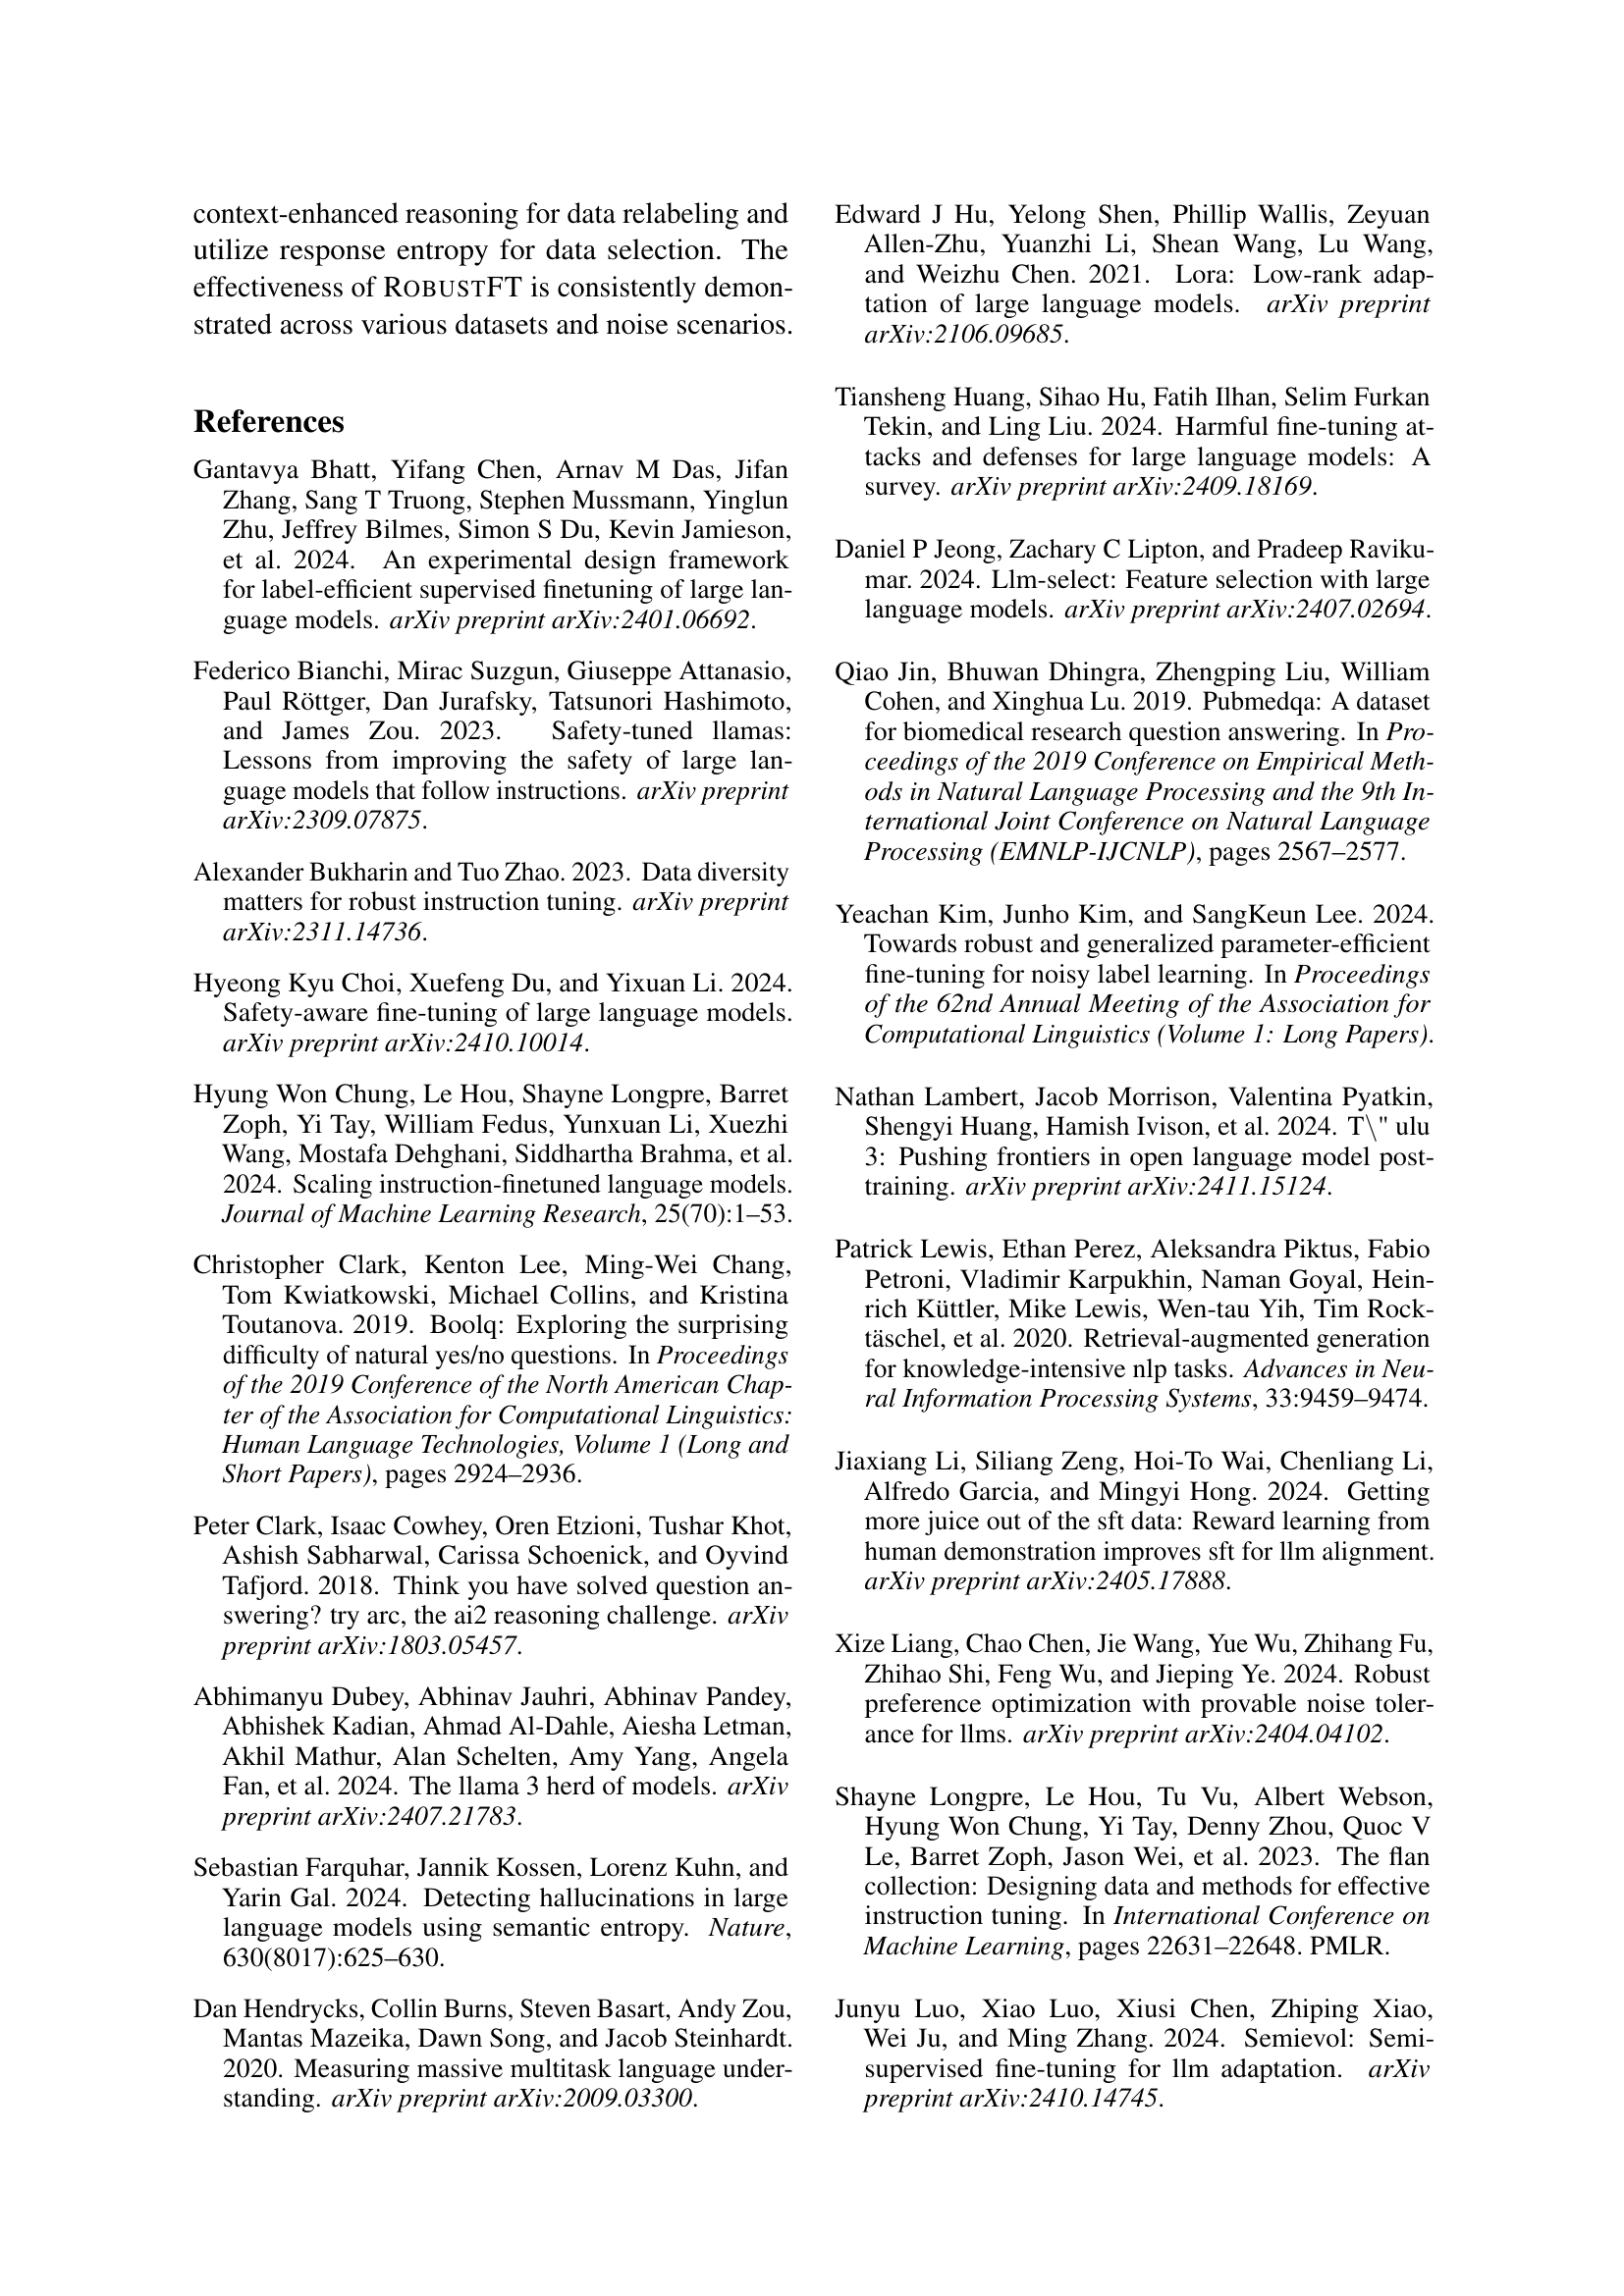 context-enhanced reasoning for data relabeling and
utilize response entropy for data selection. The
effectiveness of ROBUSTFT is consistently demon-
strated across various datasets and noise scenarios.
References
Gantavya Bhatt, Yifang Chen, Arnav M Das, Jifan
Zhang, Sang T Truong, Stephen Mussmann, Yinglun
Zhu, Jeffrey Bilmes, Simon S Du, Kevin Jamieson,
et al. 2024. An experimental design framework
for label-efficient supervised finetuning of large lan-
guage models. arXiv preprint arXiv:2401.06692.
Federico Bianchi, Mirac Suzgun, Giuseppe Attanasio,
Paul Röttger, Dan Jurafsky, Tatsunori Hashimoto,
and James Zou. 2023. Safety-tuned llamas:
Lessons from improving the safety of large lan-
guage models that follow instructions. arXiv preprint
arXiv:2309.07875.
Alexander Bukharin and Tuo Zhao. 2023. Data diversity
matters for robust instruction tuning. arXiv preprint
arXiv:2311.14736.
Hyeong Kyu Choi, Xuefeng Du, and Yixuan Li. 2024.
Safety-aware fine-tuning of large language models.
arXiv preprint arXiv:2410.10014.
Hyung Won Chung, Le Hou, Shayne Longpre, Barret
Zoph, Yi Tay, William Fedus, Yunxuan Li, Xuezhi
Wang, Mostafa Dehghani, Siddhartha Brahma, et al.
2024. Scaling instruction-finetuned language models.
Journal of Machine Learning Research, 25(70):1–53.
Christopher Clark, Kenton Lee, Ming-Wei Chang,
Tom Kwiatkowski, Michael Collins, and Kristina
Toutanova. 2019. Boolq: Exploring the surprising
difficulty of natural yes/no questions. In Proceedings
of the 2019 Conference of the North American Chap-
ter of the Association for Computational Linguistics:
Human Language Technologies, Volume 1 (Long and
Short Papers), pages 2924–2936.
Peter Clark, Isaac Cowhey, Oren Etzioni, Tushar Khot,
Ashish Sabharwal, Carissa Schoenick, and Oyvind
Tafjord. 2018. Think you have solved question an-
swering? try arc, the ai2 reasoning challenge. arXiv
preprint arXiv:1803.05457.
Abhimanyu Dubey, Abhinav Jauhri, Abhinav Pandey,
Abhishek Kadian, Ahmad Al-Dahle, Aiesha Letman,
Akhil Mathur, Alan Schelten, Amy Yang, Angela
Fan, et al. 2024. The llama 3 herd of models. arXiv
preprint arXiv:2407.21783.
Sebastian Farquhar, Jannik Kossen, Lorenz Kuhn, and
Yarin Gal. 2024. Detecting hallucinations in large
language models using semantic entropy. Nature,
630(8017):625–630.
Dan Hendrycks, Collin Burns, Steven Basart, Andy Zou,
Mantas Mazeika, Dawn Song, and Jacob Steinhardt.
2020. Measuring massive multitask language under-
standing. arXiv preprint arXiv:2009.03300.
Edward J Hu, Yelong Shen, Phillip Wallis, Zeyuan
Allen-Zhu, Yuanzhi Li, Shean Wang, Lu Wang,
and Weizhu Chen. 2021. Lora: Low-rank adap-
tation of large language models. arXiv preprint
arXiv:2106.09685.
Tiansheng Huang, Sihao Hu, Fatih Ilhan, Selim Furkan
Tekin, and Ling Liu. 2024. Harmful fine-tuning at-
tacks and defenses for large language models: A
survey. arXiv preprint arXiv:2409.18169.
Daniel P Jeong, Zachary C Lipton, and Pradeep Raviku-
mar. 2024. Llm-select: Feature selection with large
language models. arXiv preprint arXiv:2407.02694.
Qiao Jin, Bhuwan Dhingra, Zhengping Liu, William
Cohen, and Xinghua Lu. 2019. Pubmedqa: A dataset
for biomedical research question answering. In Pro-
ceedings of the 2019 Conference on Empirical Meth-
ods in Natural Language Processing and the 9th In-
ternational Joint Conference on Natural Language
Processing (EMNLP-IJCNLP), pages 2567–2577.
Yeachan Kim, Junho Kim, and SangKeun Lee. 2024.
Towards robust and generalized parameter-efficient
fine-tuning for noisy label learning. In Proceedings
of the 62nd Annual Meeting of the Association for
Computational Linguistics (Volume 1: Long Papers).
Nathan Lambert, Jacob Morrison, Valentina Pyatkin,
Shengyi Huang, Hamish Ivison, et al. 2024. T\" ulu
3: Pushing frontiers in open language model post-
training. arXiv preprint arXiv:2411.15124.
Patrick Lewis, Ethan Perez, Aleksandra Piktus, Fabio
Petroni, Vladimir Karpukhin, Naman Goyal, Hein-
rich Küttler, Mike Lewis, Wen-tau Yih, Tim Rock-
täschel, et al. 2020. Retrieval-augmented generation
for knowledge-intensive nlp tasks. Advances in Neu-
ral Information Processing Systems, 33:9459–9474.
Jiaxiang Li, Siliang Zeng, Hoi-To Wai, Chenliang Li,
Alfredo Garcia, and Mingyi Hong. 2024. Getting
more juice out of the sft data: Reward learning from
human demonstration improves sft for llm alignment.
arXiv preprint arXiv:2405.17888.
Xize Liang, Chao Chen, Jie Wang, Yue Wu, Zhihang Fu,
Zhihao Shi, Feng Wu, and Jieping Ye. 2024. Robust
preference optimization with provable noise toler-
ance for llms. arXiv preprint arXiv:2404.04102.
Shayne Longpre, Le Hou, Tu Vu, Albert Webson,
Hyung Won Chung, Yi Tay, Denny Zhou, Quoc V
Le, Barret Zoph, Jason Wei, et al. 2023. The flan
collection: Designing data and methods for effective
instruction tuning. In International Conference on
Machine Learning, pages 22631–22648. PMLR.
Junyu Luo, Xiao Luo, Xiusi Chen, Zhiping Xiao,
Wei Ju, and Ming Zhang. 2024. Semievol: Semi-
supervised fine-tuning for llm adaptation. arXiv
preprint arXiv:2410.14745.